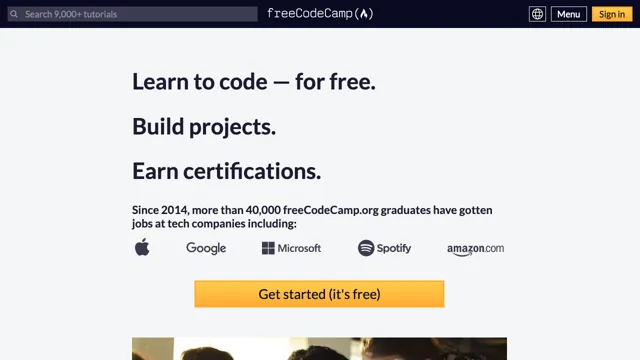 Search 9,000+ tutorials
freeCodeCamp
Menu
Sign in
Learn to code — for free.
Build projects.
Earn certifications.
Since 2014, more than 40,000 freeCodeCamp.org graduates have gotten
jobs at tech companies including:
Google
Microsoft
Spotify
amazon.com
Get started (it's free)